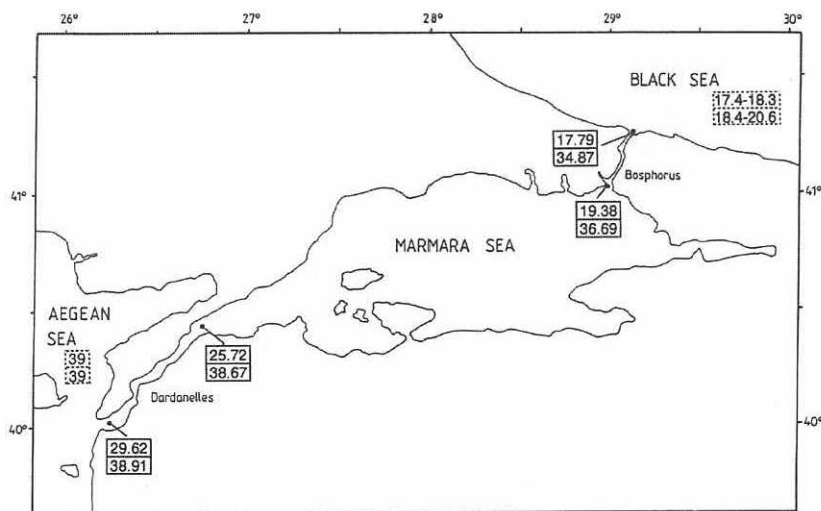 26° 27° 28° 29° 30°
BLACK SEA
17.4-18.3
18.4-20.6
17.79
34.87
Bosphorus
41° 41°
19.38
36.69
MARMARA SEA
AEGEAN
SEA
39
39
25.72
38.67
Dardanelles
40° 40°
29.62
38.91